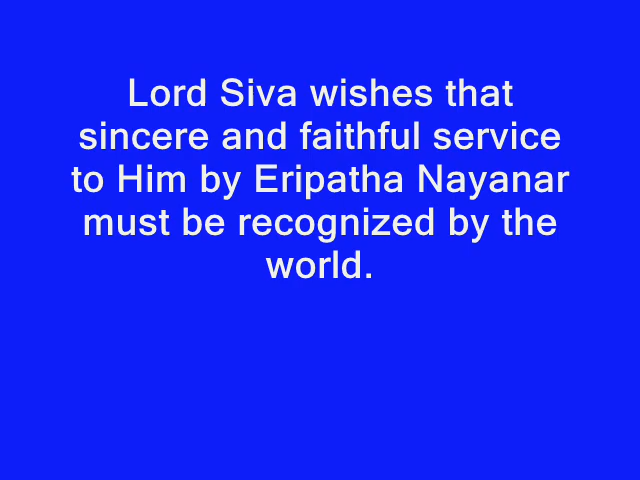 Lord Siva wishes that
sincere and faithful service
to Him by Eripatha Nayanar
must be recognized by the
world.